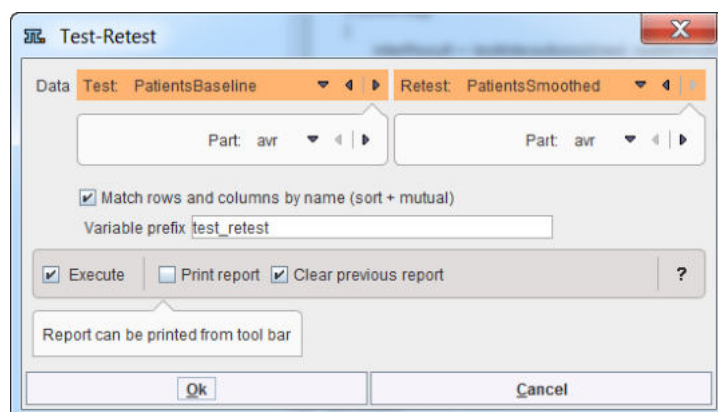 Test-Retest
Data Test: PatientsBaseline Retest: PatientsSmoothed
Part: avr Part: avr
Match rows and columns by name (sort + mutual)
Variable prefix test_retest
Execute Print report Clear previous report ?
Report can be printed from tool bar
Ok Cancel